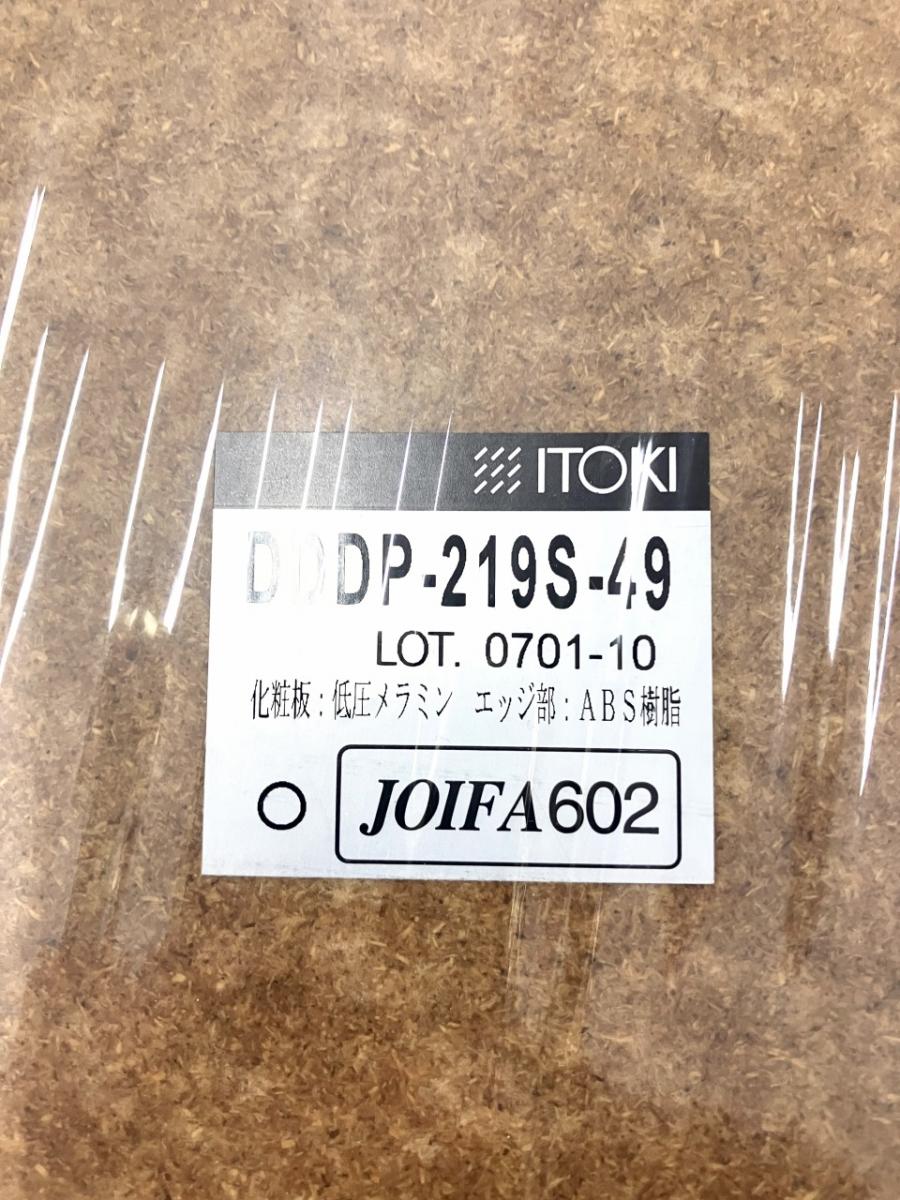 ITOKI
DDDP-219S-49
LOT. 0701-10
化粧板：低圧メラミン　エッジ部：ABS樹脂
○ JOIFA602